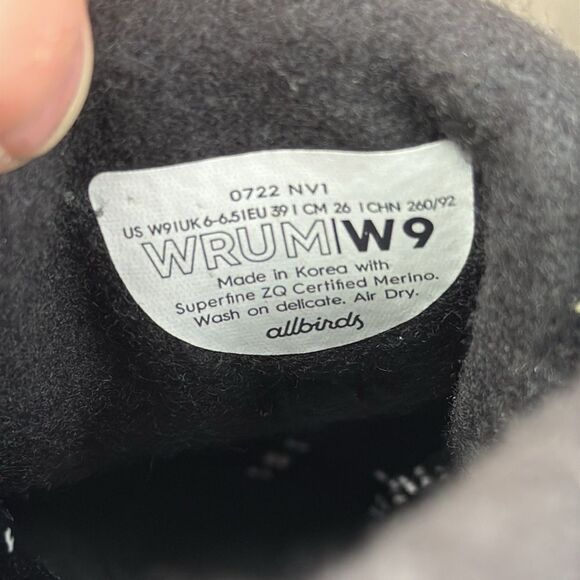 0722 NV1
US W9 | UK 6-6.5 | EU 39 | CM 26 | CHN 260/92
WRUM|W9
Made in Korea with
Superfine ZQ Certified Merino.
Wash on delicate. Air Dry.
allbirds